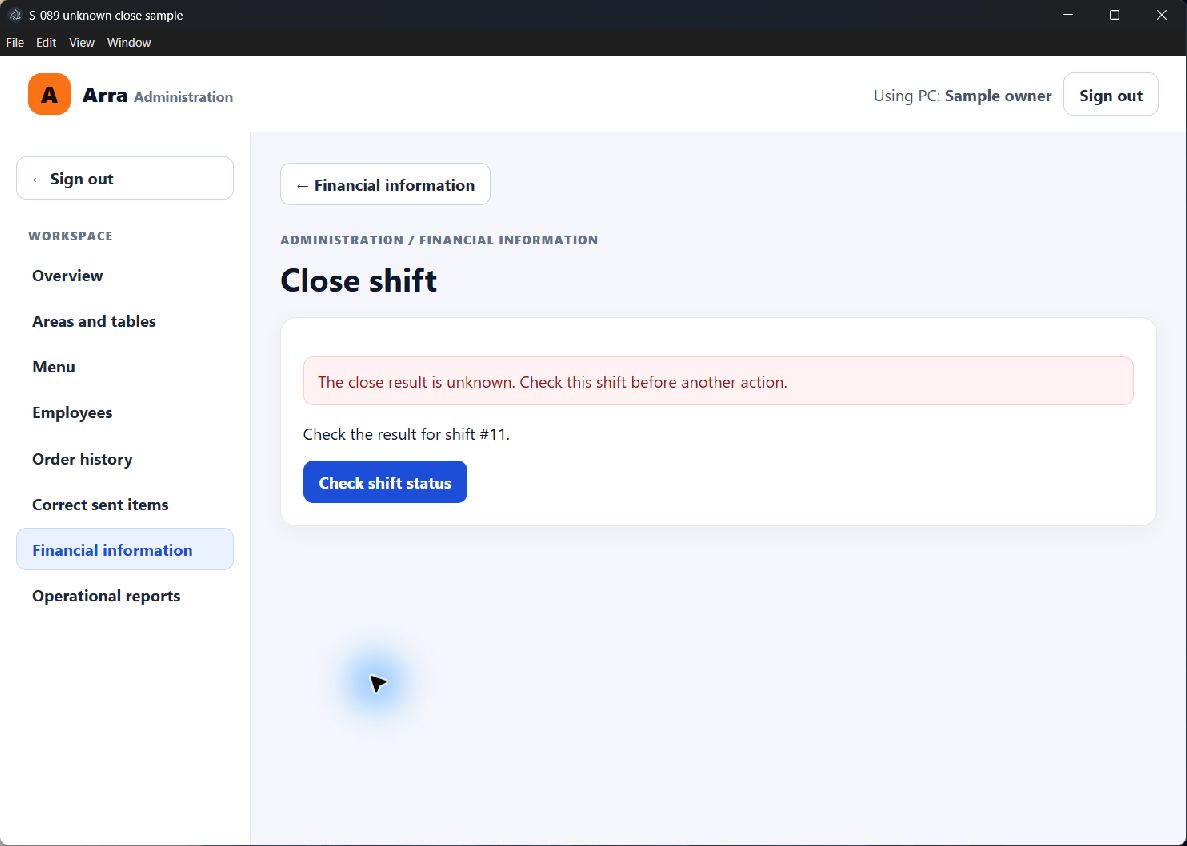 S-089 unknown close sample
File Edit View Window
A Arra Administration
Using PC: Sample owner
Sign out
← Sign out
← Financial information
WORKSPACE
ADMINISTRATION / FINANCIAL INFORMATION
Overview
Close shift
Areas and tables
Menu
The close result is unknown. Check this shift before another action.
Employees
Check the result for shift #11.
Order history
Check shift status
Correct sent items
Financial information
Operational reports